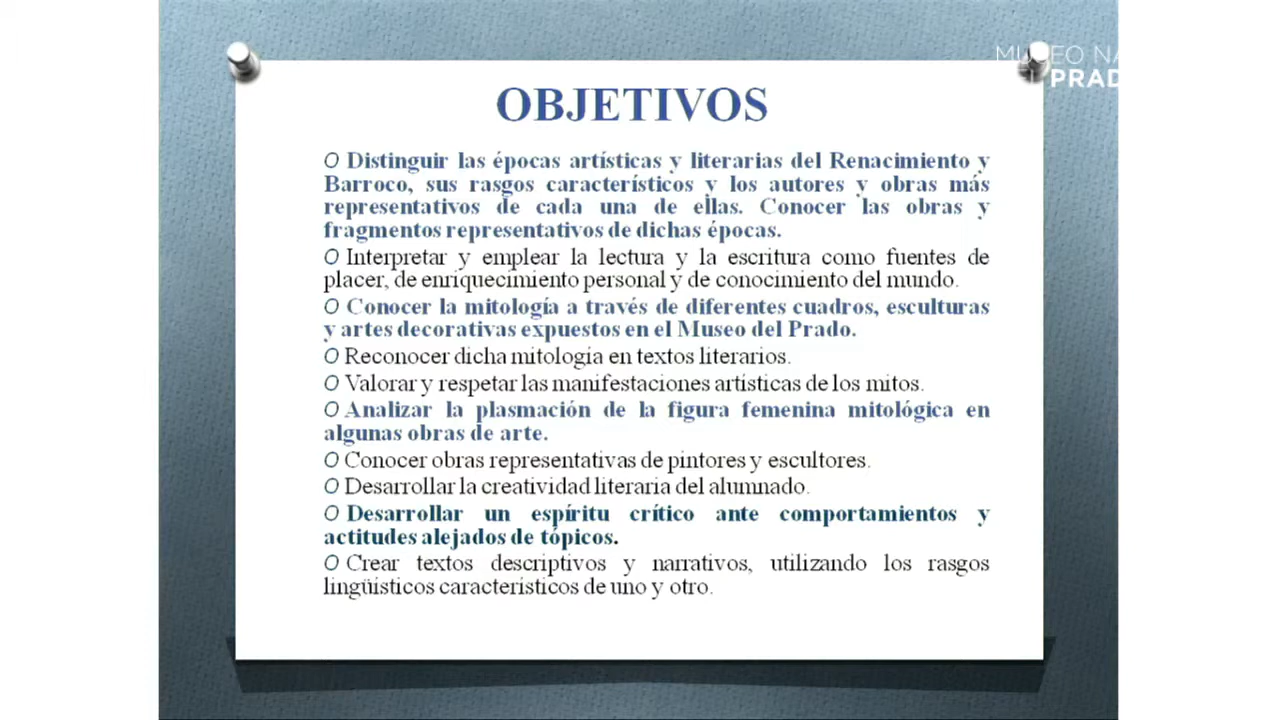 MUSEO NA
EL PRAD
OBJETIVOS
O Distinguir las épocas artísticas y literarias del Renacimiento y
Barroco, sus rasgos característicos y los autores y obras más
representativos de cada una de ellas. Conocer las obras y
fragmentos representativos de dichas épocas.
O Interpretar y emplear la lectura y la escritura como fuentes de
placer, de enriquecimiento personal y de conocimiento del mundo.
O Conocer la mitología a través de diferentes cuadros, esculturas
y artes decorativas expuestos en el Museo del Prado.
O Reconocer dicha mitología en textos literarios.
O Valorar y respetar las manifestaciones artísticas de los mitos.
O Analizar la plasmación de la figura femenina mitológica en
algunas obras de arte.
O Conocer obras representativas de pintores y escultores.
O Desarrollar la creatividad literaria del alumnado.
O Desarrollar un espíritu crítico ante comportamientos y
actitudes alejados de tópicos.
O Crear textos descriptivos y narrativos, utilizando los rasgos
lingüísticos característicos de uno y otro.